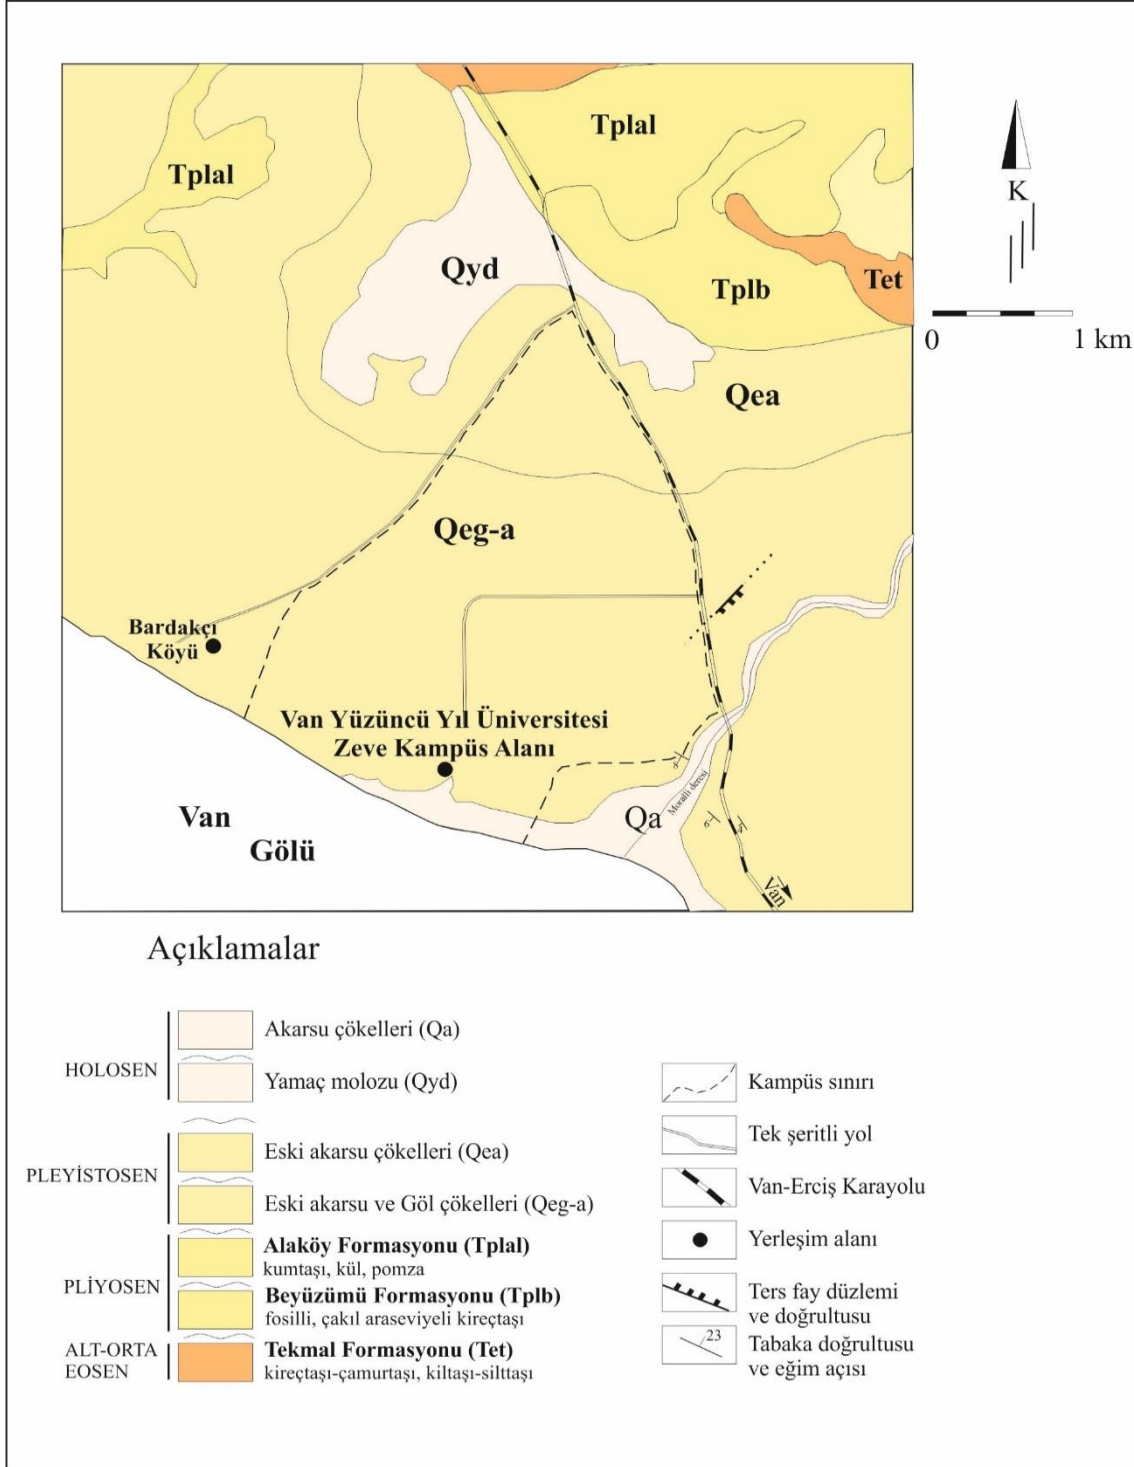 Tplal
Tplal
K
Qyd
Tplb
Tet
0 1 km
Qea
Qeg-a
Bardakçı
Köyü
Van Yüzüncü Yıl Üniversitesi
Zeve Kampüs Alanı
Van
Gölü
Qa
Van
Açıklamalar
HOLOSEN
Akarsu çökelleri (Qa)
Yamaç molozu (Qyd)
PLEYİSTOSEN
Eski akarsu çökelleri (Qea)
Eski akarsu ve Göl çökelleri (Qeg-a)
PLİYOSEN
Alaköy Formasyonu (Tplal)
kumtaşı, kül, pomza
Beyüzümü Formasyonu (Tplb)
fosilli, çakıl araseviyeli kireçtaşı
ALT-ORTA
EOSEN
Tekmal Formasyonu (Tet)
kireçtaşı-çamurtaşı, kiltaşı-silttaşı
Kampüs sınırı
Tek şeritli yol
Van-Erciş Karayolu
Yerleşim alanı
Ters fay düzlemi
ve doğrultusu
23
Tabaka doğrultusu
ve eğim açısı